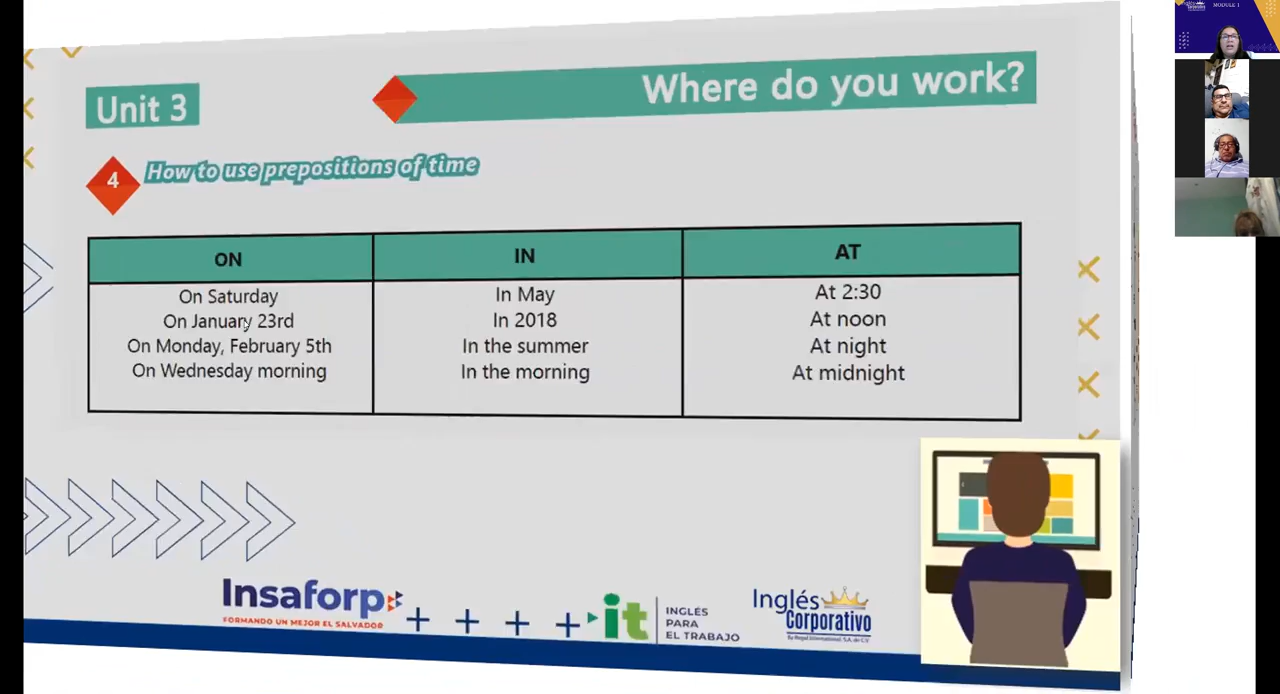 Unit 3
Where do you work?
4
How to use prepositions of time
ON
IN
AT
On Saturday
On January 23rd
On Monday, February 5th
On Wednesday morning
In May
In 2018
In the summer
In the morning
At 2:30
At noon
At night
At midnight
Insaforp
FORMANDO UN MEJOR EL SALVADOR
it
INGLÉS
PARA
EL TRABAJO
Inglés
Corporativo
By Regal International, S.A. de C.V.
Inglés
Corporativo
MODULE 1